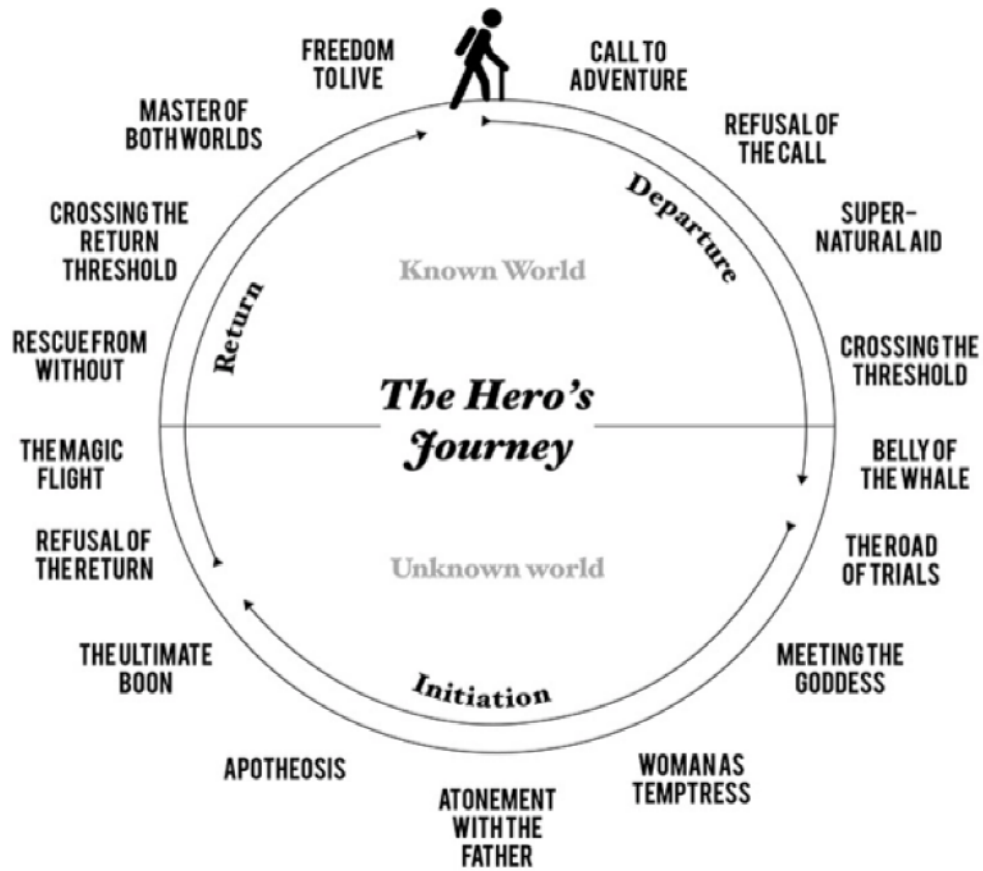 FREEDOM
TO LIVE
CALL TO
ADVENTURE
MASTER OF
BOTH WORLDS
REFUSAL OF
THE CALL
CROSSING THE
RETURN
THRESHOLD
SUPER-
NATURAL AID
RESCUE FROM
WITHOUT
CROSSING THE
THRESHOLD
THE MAGIC
FLIGHT
BELLY OF
THE WHALE
REFUSAL OF
THE RETURN
THE ROAD
OF TRIALS
THE ULTIMATE
BOON
MEETING THE
GODDESS
APOTHEOSIS
WOMAN AS
TEMPTRESS
ATONEMENT
WITH THE
FATHER
Departure
Known World
Return
The Hero's
Journey
Unknown world
Initiation